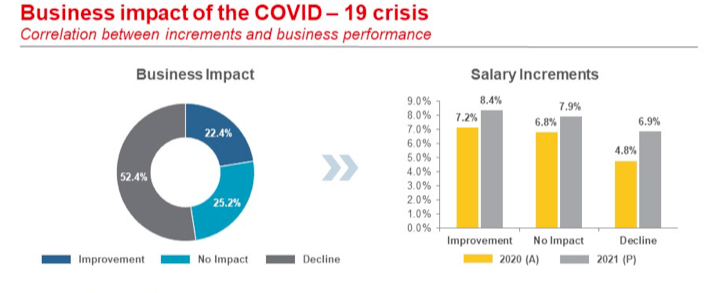 Business impact of the COVID – 19 crisis
Correlation between increments and business performance
Business Impact
22.4%
52.4%
25.2%
Improvement No Impact Decline
Salary Increments
9.0%
8.0%
7.0%
6.0%
5.0%
4.0%
3.0%
2.0%
1.0%
0.0%
7.2% 8.4% 6.8% 7.9% 4.8% 6.9%
Improvement No Impact Decline
2020 (A) 2021 (P)